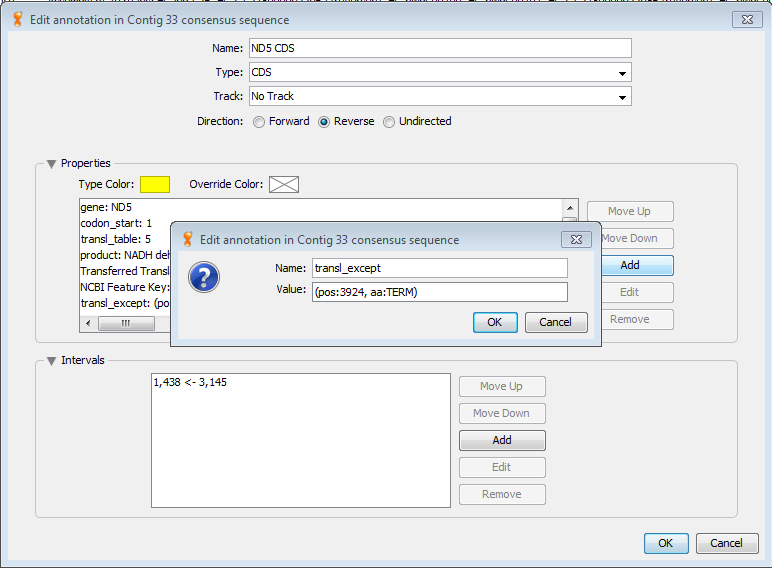 Edit annotation in Contig 33 consensus sequence
Name: ND5 CDS
Type: CDS
Track: No Track
Direction: Forward Reverse Undirected
Properties
Type Color: Override Color:
gene: ND5
codon_start: 1
transl_table: 5
product: NADH deh
Transferred Transl
NCBI Feature Key:
transl_except: (po
Move Up
Move Down
Add
Edit
Remove
Edit annotation in Contig 33 consensus sequence
Name: transl_except
Value: (pos:3924, aa:TERM)
OK Cancel
Intervals
1,438 <- 3,145
Move Up
Move Down
Add
Edit
Remove
OK Cancel